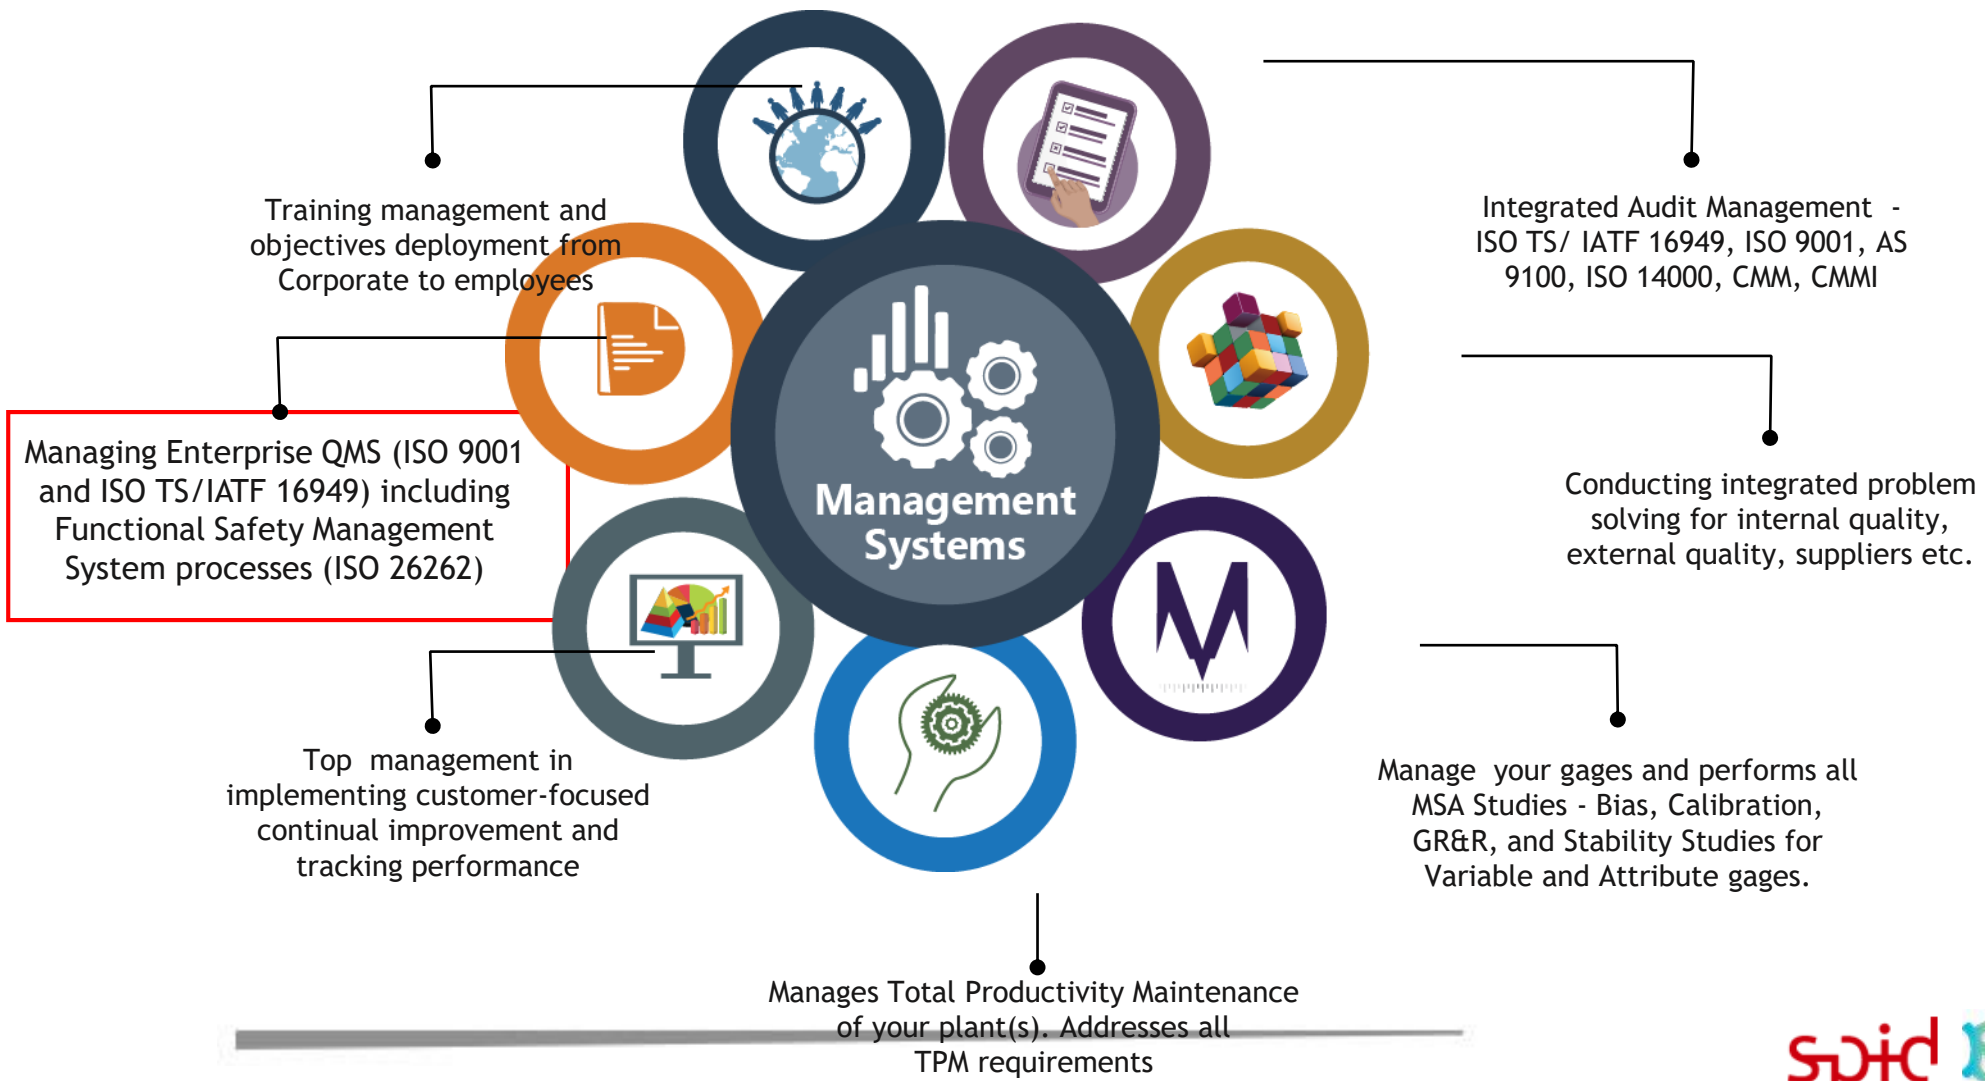 Training management and
objectives deployment from
Corporate to employees
Integrated Audit Management -
ISO TS/ IATF 16949, ISO 9001, AS
9100, ISO 14000, CMM, CMMI
Managing Enterprise QMS (ISO 9001
and ISO TS/IATF 16949) including
Functional Safety Management
System processes (ISO 26262)
Management
Systems
Conducting integrated problem
solving for internal quality,
external quality, suppliers etc.
Top management in
implementing customer-focused
continual improvement and
tracking performance
Manage your gages and performs all
MSA Studies - Bias, Calibration,
GR&R, and Stability Studies for
Variable and Attribute gages.
Manages Total Productivity Maintenance
of your plant(s). Addresses all
TPM requirements